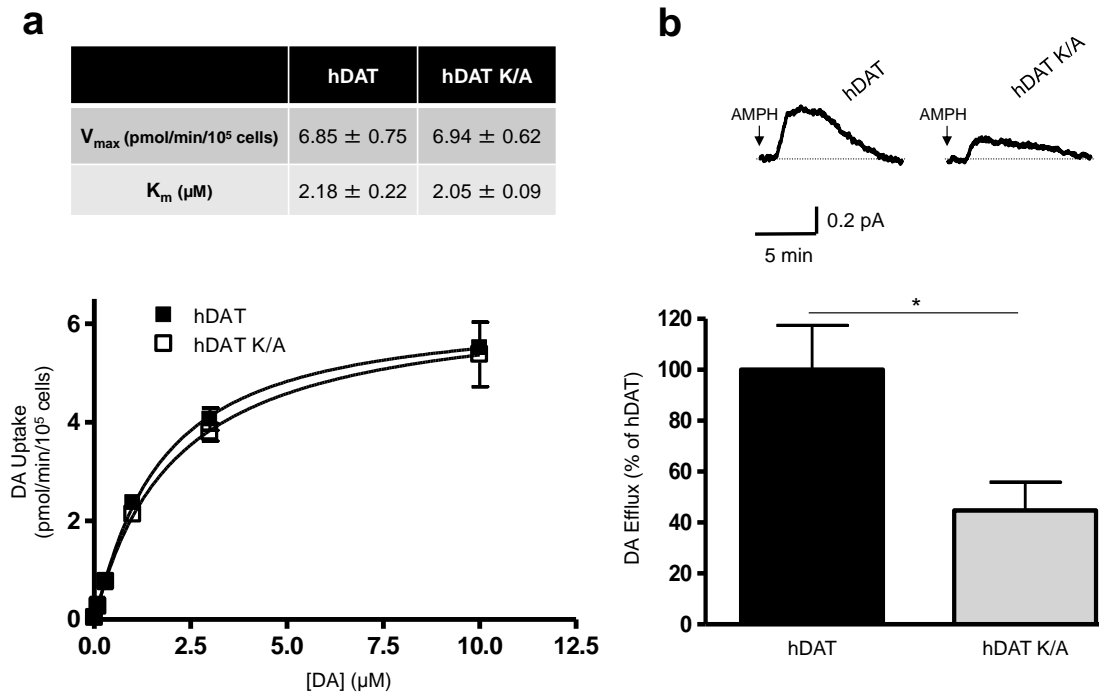 a
hDAT hDAT K/A
Vmax (pmol/min/10⁵ cells) 6.85 ± 0.75 6.94 ± 0.62
Km (µM) 2.18 ± 0.22 2.05 ± 0.09
hDAT
hDAT K/A
DA Uptake
(pmol/min/10⁵ cells)
6
4
2
0
0.0 2.5 5.0 7.5 10.0 12.5
[DA] (µM)
b
hDAT
hDAT K/A
AMPH
AMPH
0.2 pA
5 min
*
DA Efflux (% of hDAT)
120
100
80
60
40
20
0
hDAT hDAT K/A